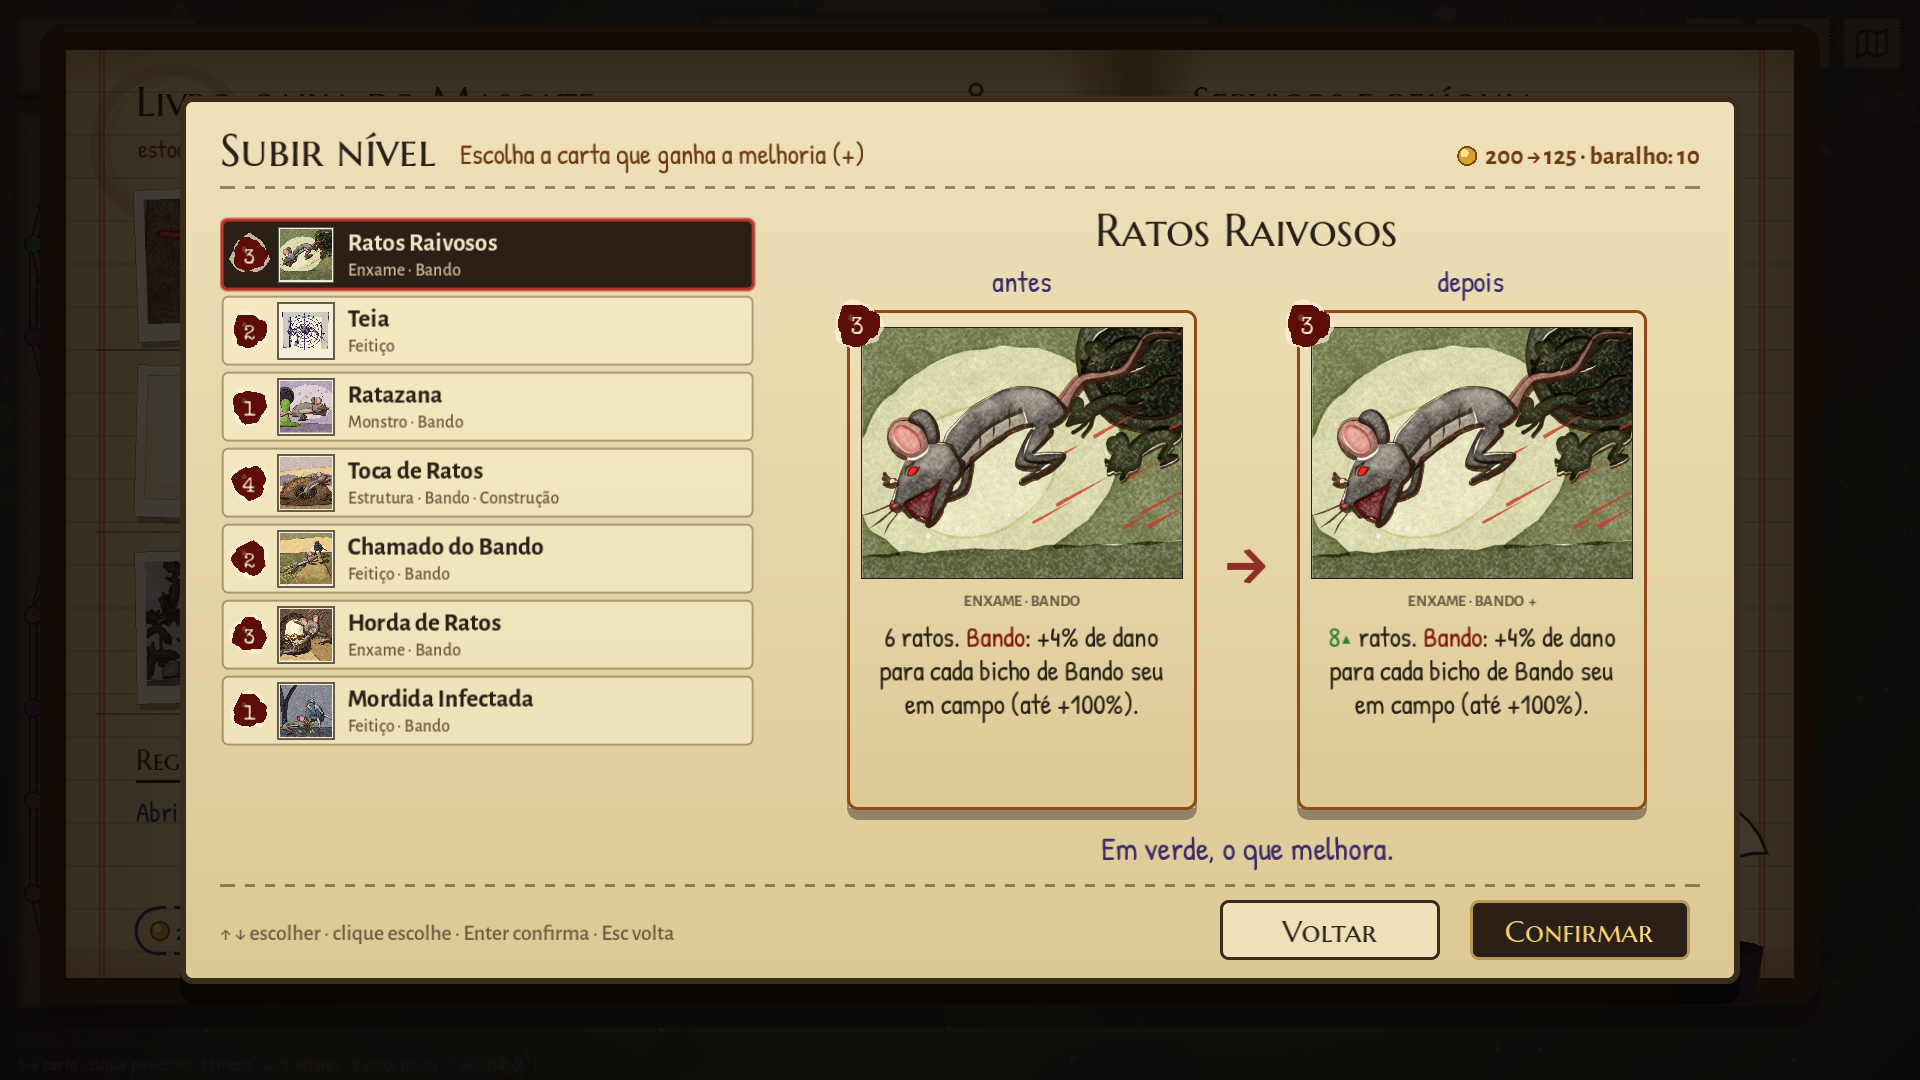 SUBIR NÍVEL
Escolha a carta que ganha a melhoria (+)
200→125 · baralho: 10
3
Ratos Raivosos
Enxame · Bando
2
Teia
Feitiço
1
Ratazana
Monstro · Bando
4
Toca de Ratos
Estrutura · Bando · Construção
2
Chamado do Bando
Feitiço · Bando
3
Horda de Ratos
Enxame · Bando
1
Mordida Infectada
Feitiço · Bando
RATOS RAIVOSOS
antes
3
ENXAME · BANDO
6 ratos. Bando: +4% de dano
para cada bicho de Bando seu
em campo (até +100%).
→
depois
3
ENXAME · BANDO +
8▲ ratos. Bando: +4% de dano
para cada bicho de Bando seu
em campo (até +100%).
Em verde, o que melhora.
↑↓ escolher · clique escolhe · Enter confirma · Esc volta
VOLTAR
CONFIRMAR